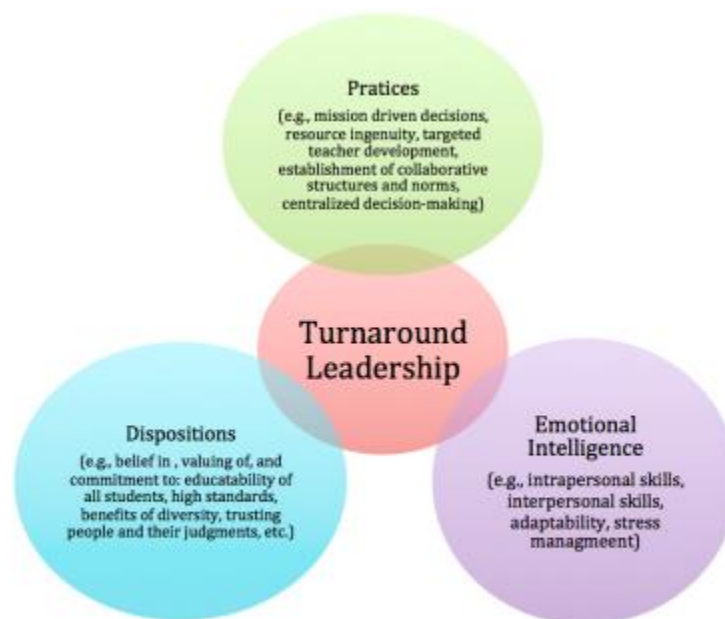 Pratices
(e.g., mission driven decisions,
resource ingenuity, targeted
teacher development,
establishment of collaborative
structures and norms,
centralized decision-making)
Turnaround
Leadership
Dispositions
(e.g., belief in , valuing of, and
commitment to: educatability of
all students, high standards,
benefits of diversity, trusting
people and their judgments, etc.)
Emotional
Intelligence
(e.g., intrapersonal skills,
interpersonal skills,
adaptability, stress
managmeent)